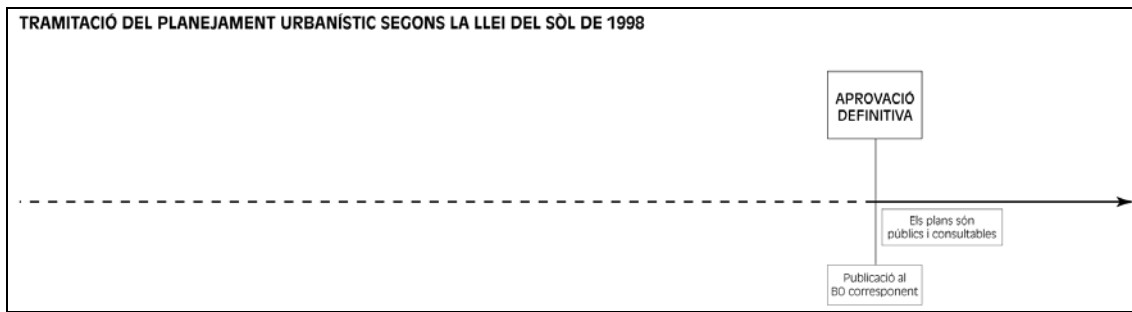 TRAMITACIÓ DEL PLANEJAMENT URBANÍSTIC SEGONS LA LLEI DEL SÒL DE 1998
APROVACIÓ
DEFINITIVA
Els plans són
públics i consultables
Publicació al
BO corresponent